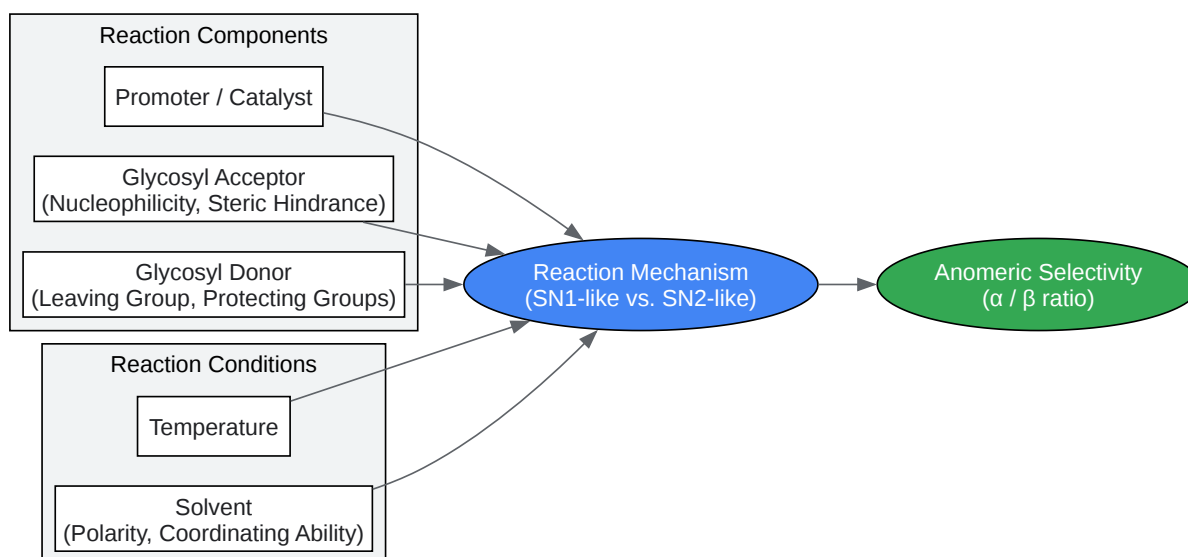 Reaction Components
Promoter / Catalyst
Glycosyl Acceptor
(Nucleophilicity, Steric Hindrance)
Glycosyl Donor
(Leaving Group, Protecting Groups)
Reaction Mechanism
(SN1-like vs. SN2-like)
Anomeric Selectivity
(α / β ratio)
Reaction Conditions
Temperature
Solvent
(Polarity, Coordinating Ability)